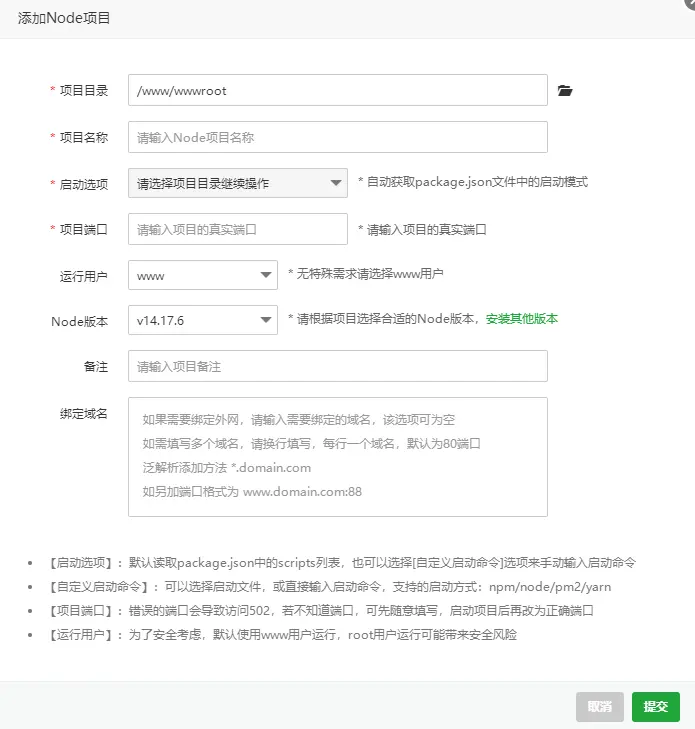 添加Node项目
* 项目目录 /www/wwwroot
* 项目名称 请输入Node项目名称
* 启动选项 请选择项目目录继续操作 * 自动获取package.json文件中的启动模式
* 项目端口 请输入项目的真实端口 * 请输入项目的真实端口
运行用户 www * 无特殊需求请选择www用户
Node版本 v14.17.6 * 请根据项目选择合适的Node版本，安装其他版本
备注 请输入项目备注
绑定域名 如果需要绑定外网，请输入需要绑定的域名，该选项可为空
如需填写多个域名，请换行填写，每行一个域名，默认为80端口
泛解析添加方法 *.domain.com
如另加端口格式为 www.domain.com:88
• 【启动选项】：默认读取package.json中的scripts列表，也可以选择[自定义启动命令]选项来手动输入启动命令
• 【自定义启动命令】：可以选择启动文件，或直接输入启动命令，支持的启动方式：npm/node/pm2/yarn
• 【项目端口】：错误的端口会导致访问502，若不知道端口，可先随意填写，启动项目后再改为正确端口
• 【运行用户】：为了安全考虑，默认使用www用户运行，root用户运行可能带来安全风险
取消 提交